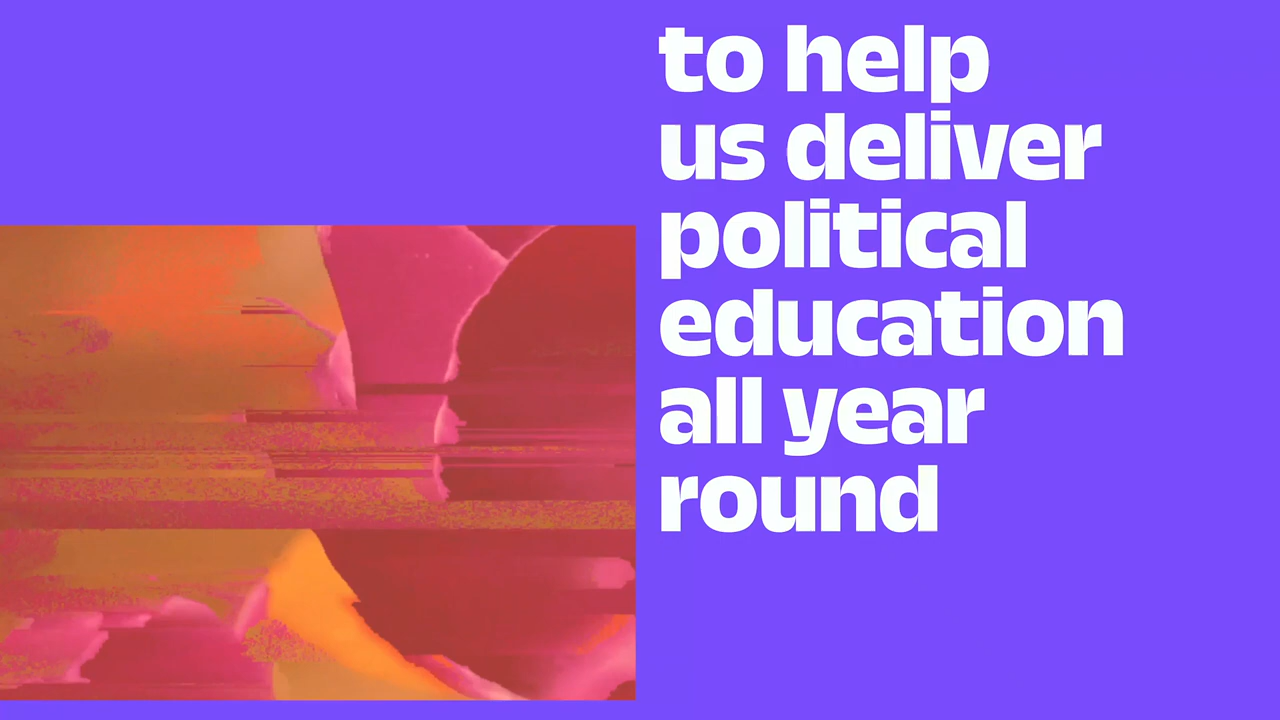 to help
us deliver
political
education
all year
round